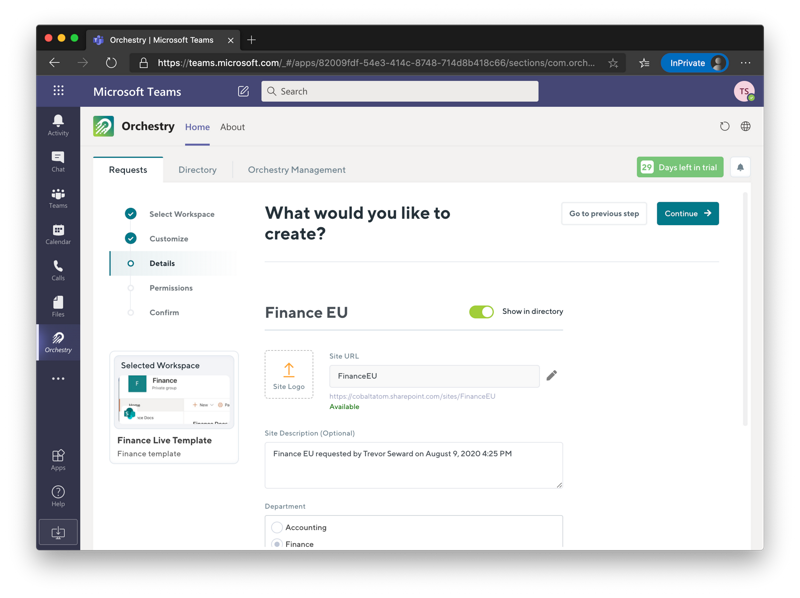 Orchestry | Microsoft Teams
https://teams.microsoft.com/_#/apps/82009fdf-54e3-414c-8748-714d8b418c66/sections/com.orch...
InPrivate
Microsoft Teams
Search
TS
Activity
Chat
Teams
Calendar
Calls
Files
Orchestry
Apps
Help
Orchestry
Home
About
Requests
Directory
Orchestry Management
29 Days left in trial
Select Workspace
Customize
Details
Permissions
Confirm
What would you like to
create?
Go to previous step
Continue
Finance EU
Show in directory
Site Logo
Site URL
FinanceEU
https://cobaltatom.sharepoint.com/sites/FinanceEU
Available
Site Description (Optional)
Finance EU requested by Trevor Seward on August 9, 2020 4:25 PM
Department
Accounting
Finance
Selected Workspace
F
Finance
Private group
New
Docs
Finance Docs
Finance Live Template
Finance template